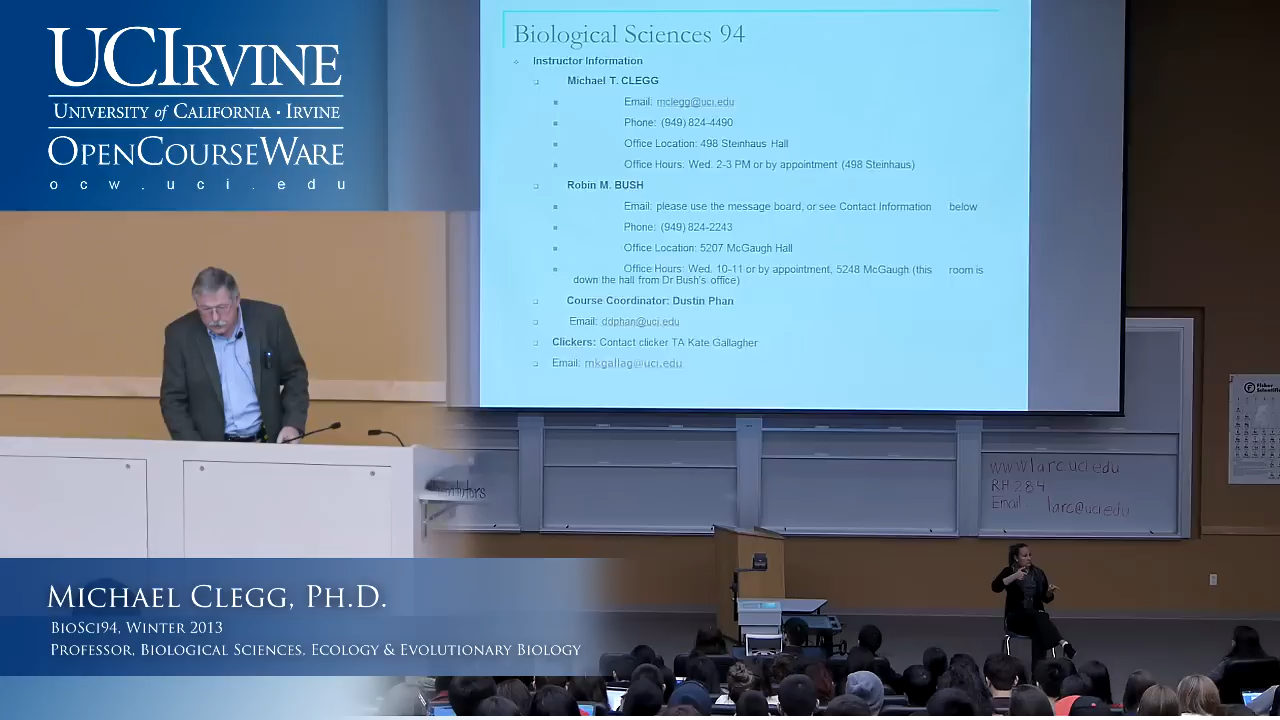 UCIRVINE
UNIVERSITY of CALIFORNIA · IRVINE
OPENCOURSEWARE
ocw.uci.edu
Biological Sciences 94
Instructor Information
Michael T. CLEGG
Email: mclegg@uci.edu
Phone: (949) 824-4490
Office Location: 498 Steinhaus Hall
Office Hours: Wed. 2-3 PM or by appointment (498 Steinhaus)
Robin M. BUSH
Email: please use the message board, or see Contact Information below
Phone: (949) 824-2243
Office Location: 5207 McGaugh Hall
Office Hours: Wed. 10-11 or by appointment, 5248 McGaugh (this room is
down the hall from Dr Bush's office)
Course Coordinator: Dustin Phan
Email: ddphan@uci.edu
Clickers: Contact clicker TA Kate Gallagher
Email: mkgallag@uci.edu
Fisher
Scientific
www.larc.uci.edu
RH 284
Email: larc@uci.edu
MICHAEL CLEGG, PH.D.
BIOSCI94, WINTER 2013
PROFESSOR, BIOLOGICAL SCIENCES, ECOLOGY & EVOLUTIONARY BIOLOGY